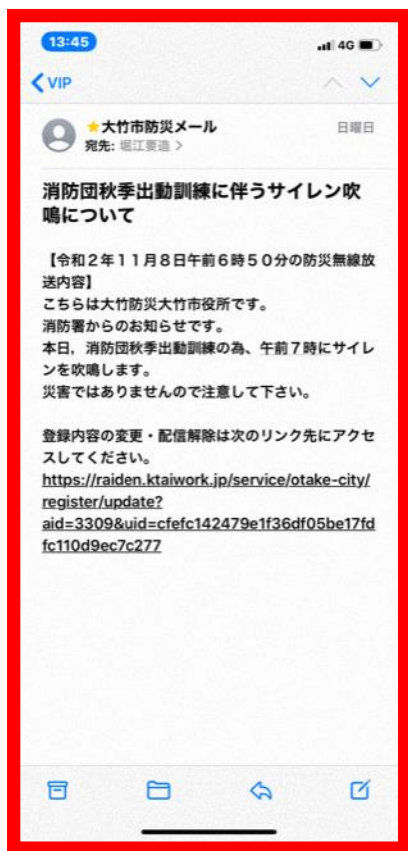 13:45
4G
VIP
大竹市防災メール
日曜日
宛先: 堀江要造
消防団秋季出動訓練に伴うサイレン吹
鳴について
【令和2年11月8日午前6時50分の防災無線放
送内容】
こちらは大竹防災大竹市役所です。
消防署からのお知らせです。
本日，消防団秋季出動訓練の為、午前7時にサイレ
ンを吹鳴します。
災害ではありませんので注意して下さい。
登録内容の変更・配信解除は次のリンク先にアクセ
スしてください。
https://raiden.ktaiwork.jp/service/otake-city/
register/update?
aid=3309&uid=cfefc142479e1f36df05be17fd
fc110d9ec7c277